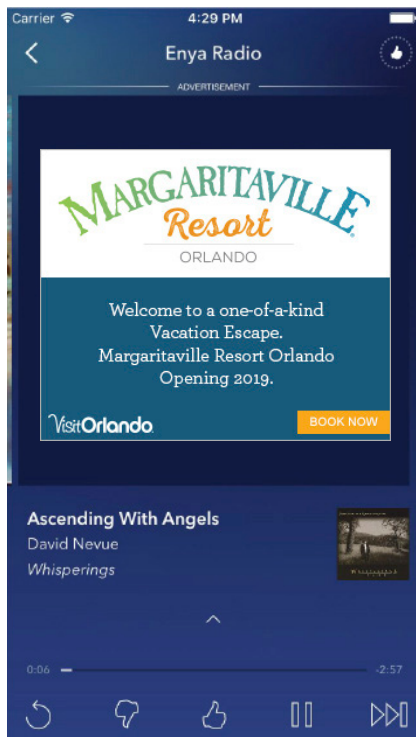 Carrier 4:29 PM
Enya Radio
ADVERTISEMENT
MARGARITAVILLE
Resort
ORLANDO
Welcome to a one-of-a-kind
Vacation Escape.
Margaritaville Resort Orlando
Opening 2019.
VisitOrlando
BOOK NOW
Ascending With Angels
David Nevue
Whisperings
0:06 -2:57